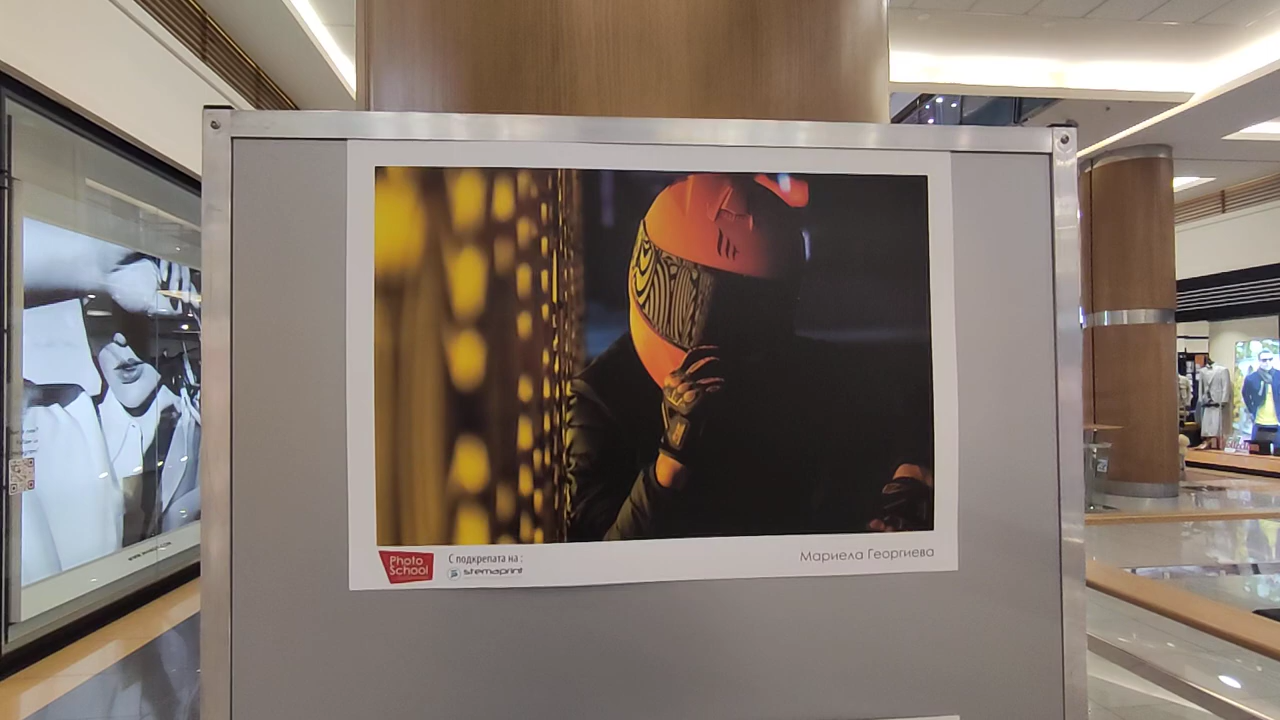 Photo
School
С подкрепата на :
stemaprint
Мариела Георгиева